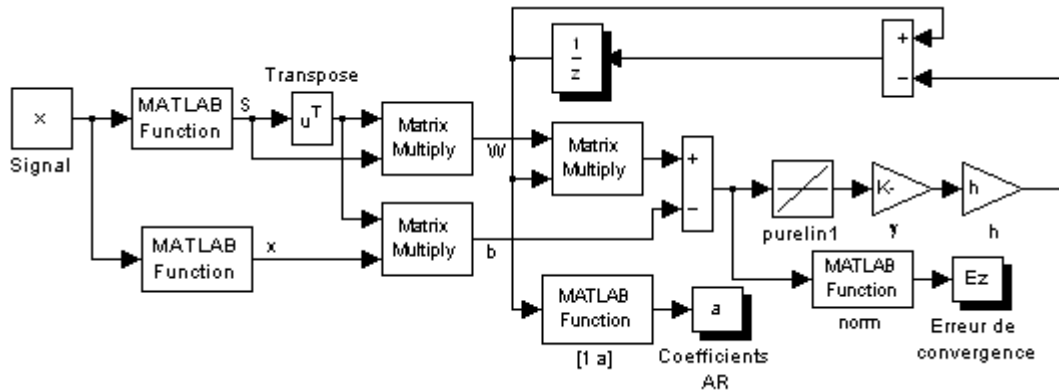 x
Signal
MATLAB
Function
S
Transpose
u^T
Matrix
Multiply
W
MATLAB
Function
x
Matrix
Multiply
b
1
z
+
−
Matrix
Multiply
+
−
purelin1
K-
γ
h
h
MATLAB
Function
[1 a]
a
Coefficients
AR
MATLAB
Function
norm
Ez
Erreur de
convergence